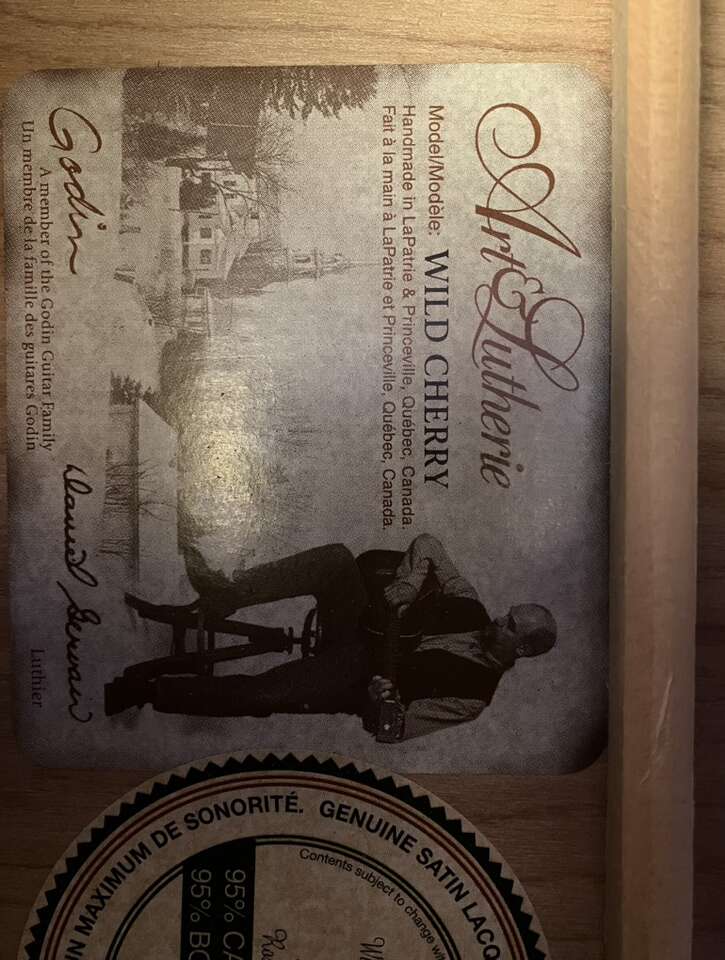 Art & Lutherie
Model/Modèle: WILD CHERRY
Handmade in LaPatrie & Princeville, Québec, Canada.
Fait à la main à LaPatrie et Princeville, Québec, Canada.
Godin
A member of the Godin Guitar Family
Un membre de la famille des guitares Godin
Luthier
MAXIMUM DE SONORITÉ. GENUINE SATIN LACQ
Contents subject to change
95% CA
95% BO